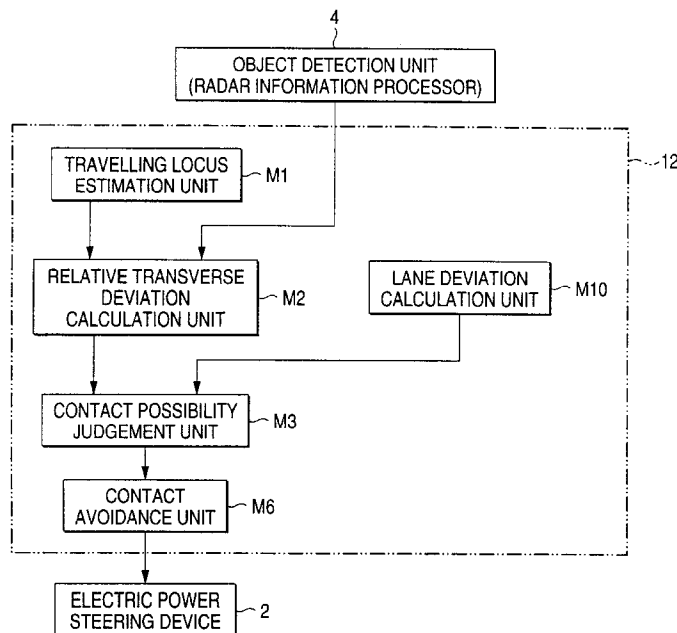 4
OBJECT DETECTION UNIT
(RADAR INFORMATION PROCESSOR)
12
TRAVELLING LOCUS
ESTIMATION UNIT
M1
RELATIVE TRANSVERSE
DEVIATION
CALCULATION UNIT
M2
LANE DEVIATION
CALCULATION UNIT
M10
CONTACT POSSIBILITY
JUDGEMENT UNIT
M3
CONTACT
AVOIDANCE UNIT
M6
ELECTRIC POWER
STEERING DEVICE
2